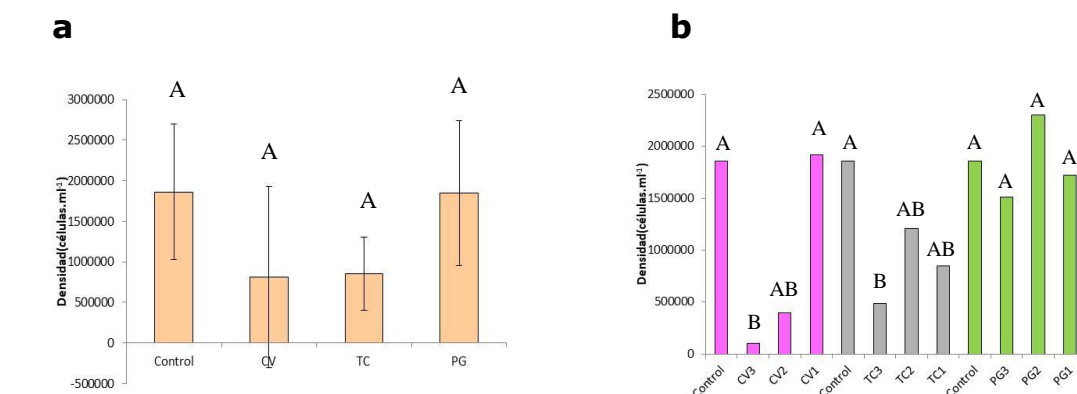 a
A
A
A
A
Densidad(células.ml-1)
3000000
2500000
2000000
1500000
1000000
500000
0
-500000
Control
CV
TC
PG
b
Densidad(células.ml-1)
2500000
2000000
1500000
1000000
500000
0
A
B
AB
A
A
B
AB
AB
A
A
A
A
Control
CV3
CV2
CV1
Control
TC3
TC2
TC1
Control
PG3
PG2
PG1